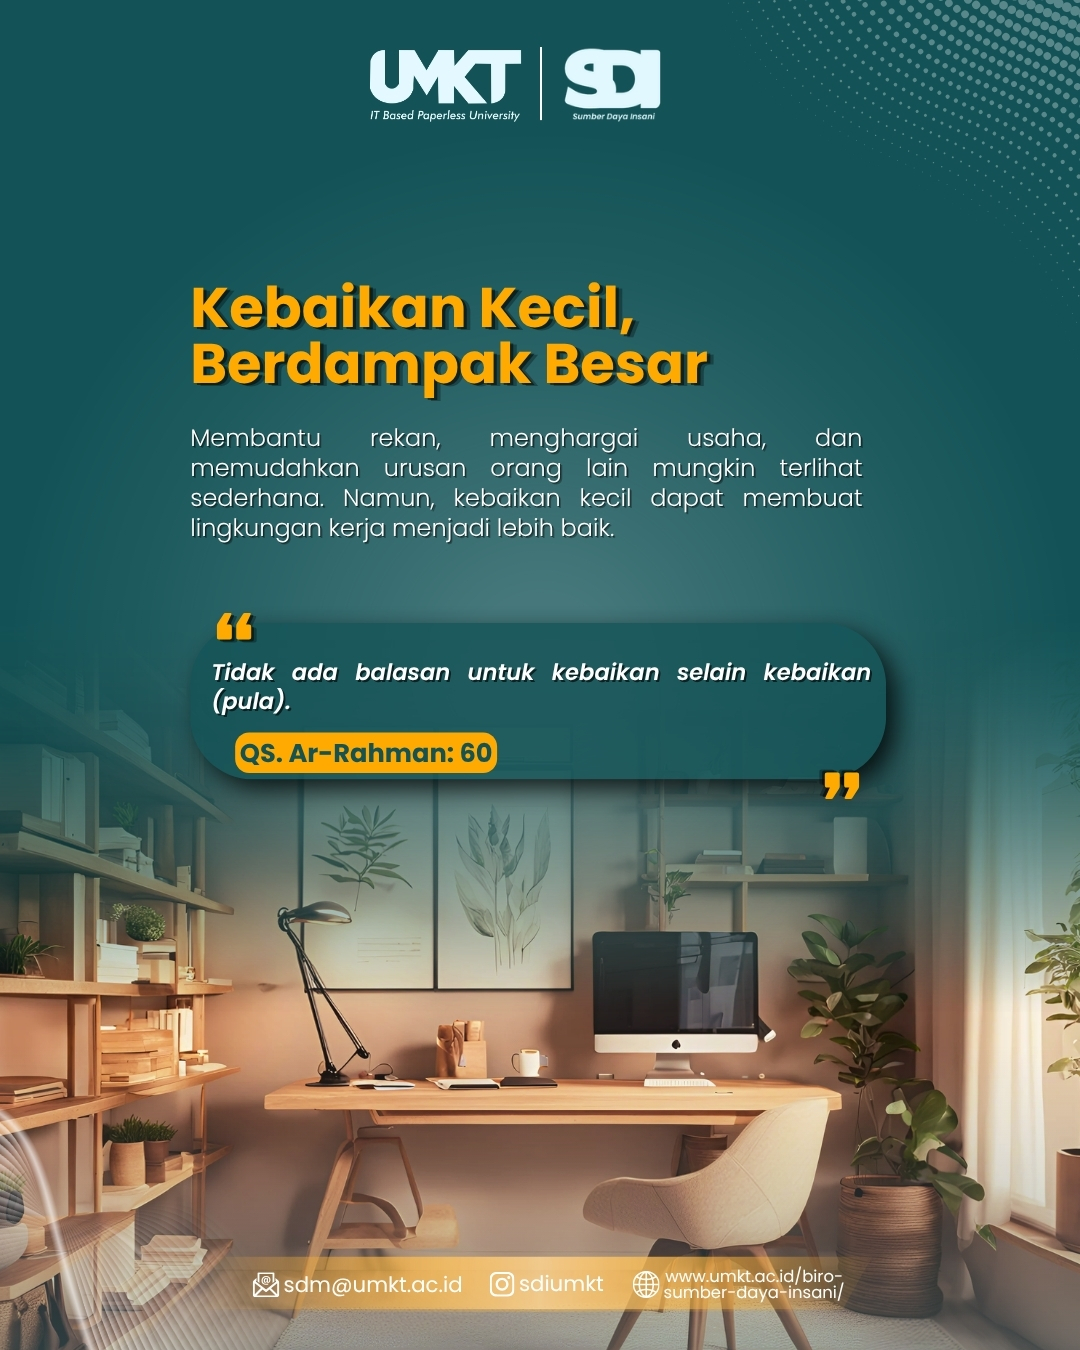 UMKT
IT Based Paperless University
SDI
Sumber Daya Insani
Kebaikan Kecil,
Berdampak Besar
Membantu rekan, menghargai usaha, dan
memudahkan urusan orang lain mungkin terlihat
sederhana. Namun, kebaikan kecil dapat membuat
lingkungan kerja menjadi lebih baik.
“
Tidak ada balasan untuk kebaikan selain kebaikan
(pula).
QS. Ar-Rahman: 60
”
sdm@umkt.ac.id
sdiumkt
www.umkt.ac.id/biro-
sumber-daya-insani/